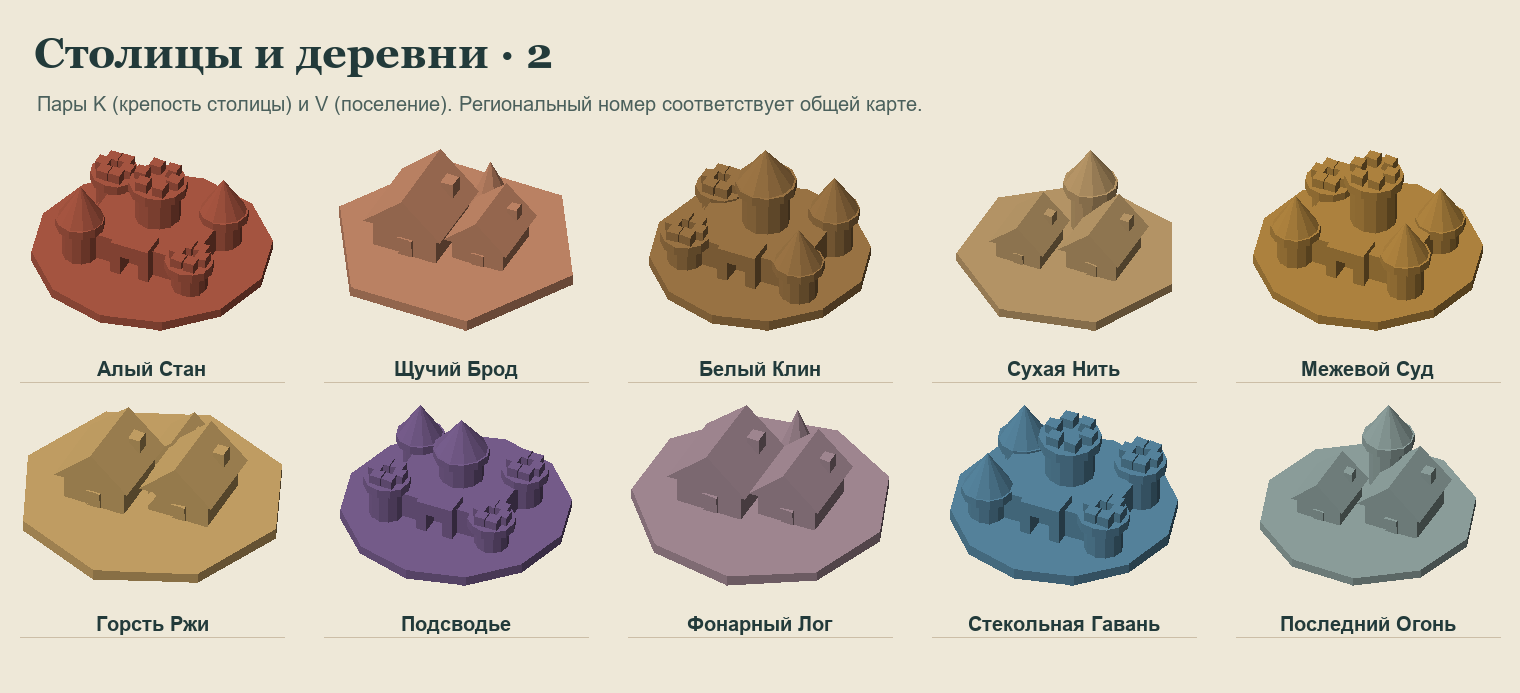 Столицы и деревни · 2
Пары K (крепость столицы) и V (поселение). Региональный номер соответствует общей карте.
Алый Стан
Щучий Брод
Белый Клин
Сухая Нить
Межевой Суд
Горсть Ржи
Подсводье
Фонарный Лог
Стекольная Гавань
Последний Огонь